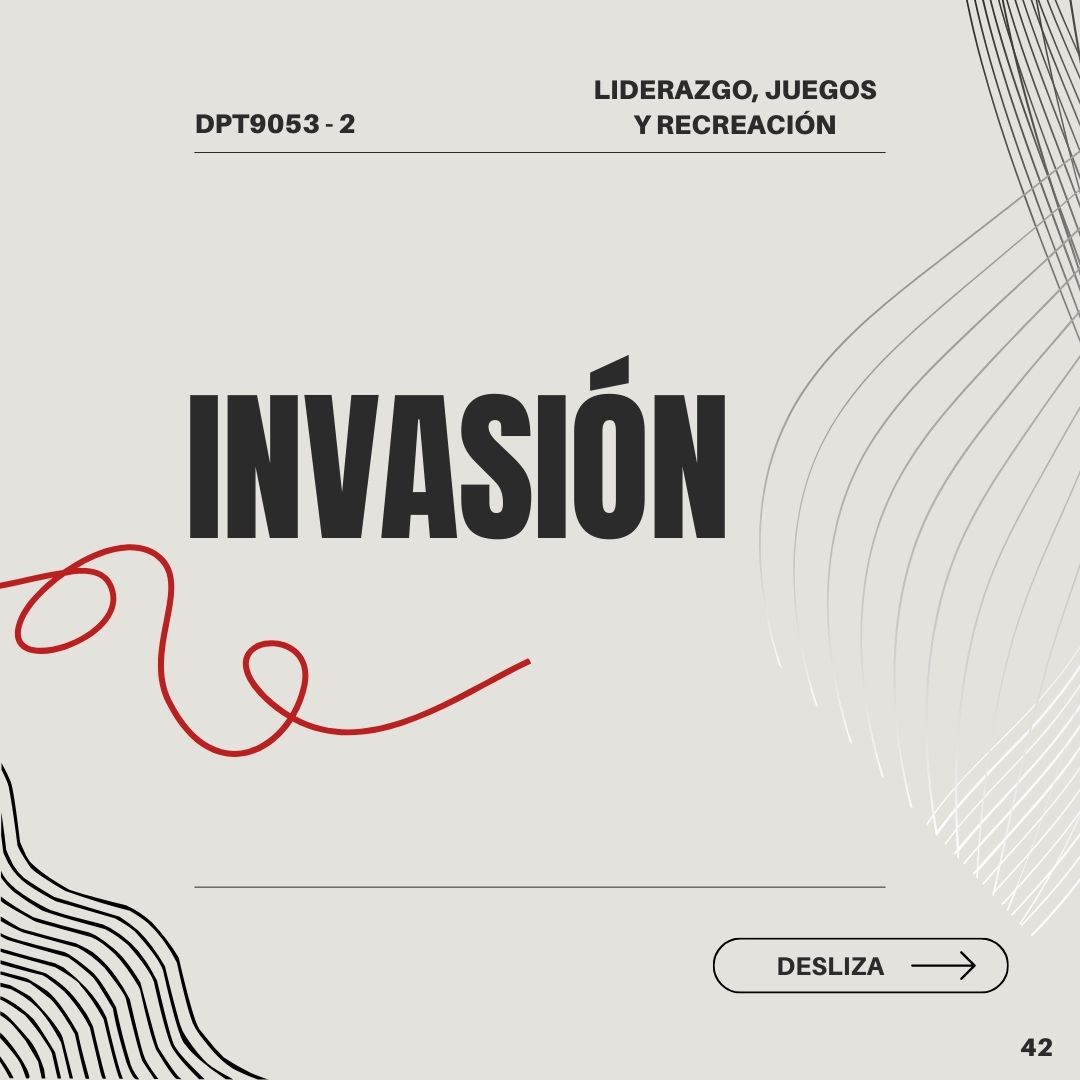 DPT9053 - 2
LIDERAZGO, JUEGOS
Y RECREACIÓN
INVASIÓN
DESLIZA
42